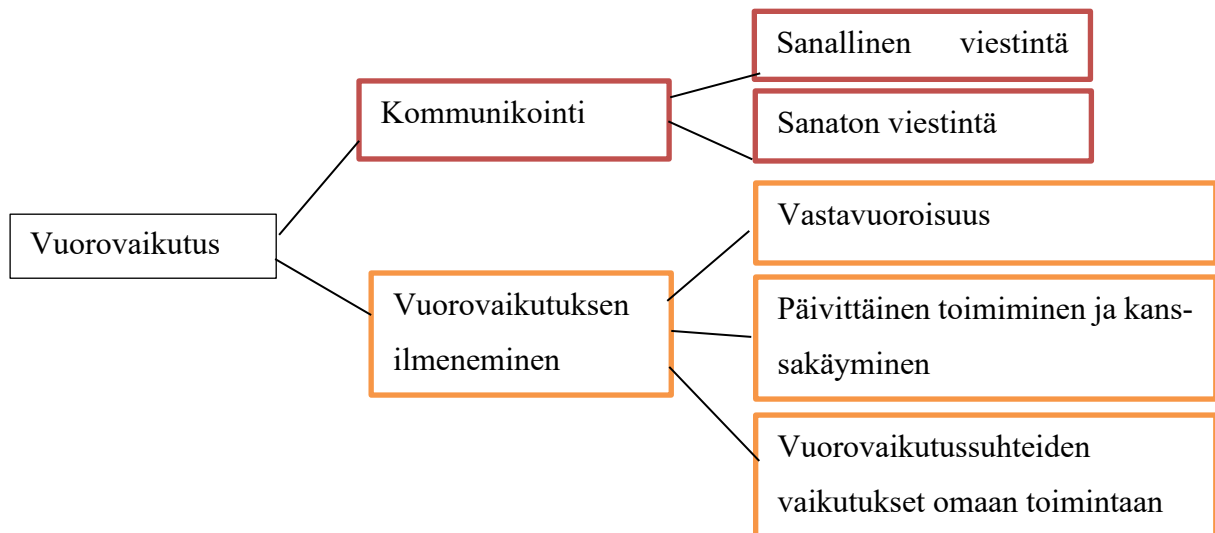 Sanallinen viestintä
Kommunikointi
Sanaton viestintä
Vuorovaikutus
Vastavuoroisuus
Vuorovaikutuksen
ilmeneminen
Päivittäinen toimiminen ja kans-
sakäyminen
Vuorovaikutussuhteiden
vaikutukset omaan toimintaan